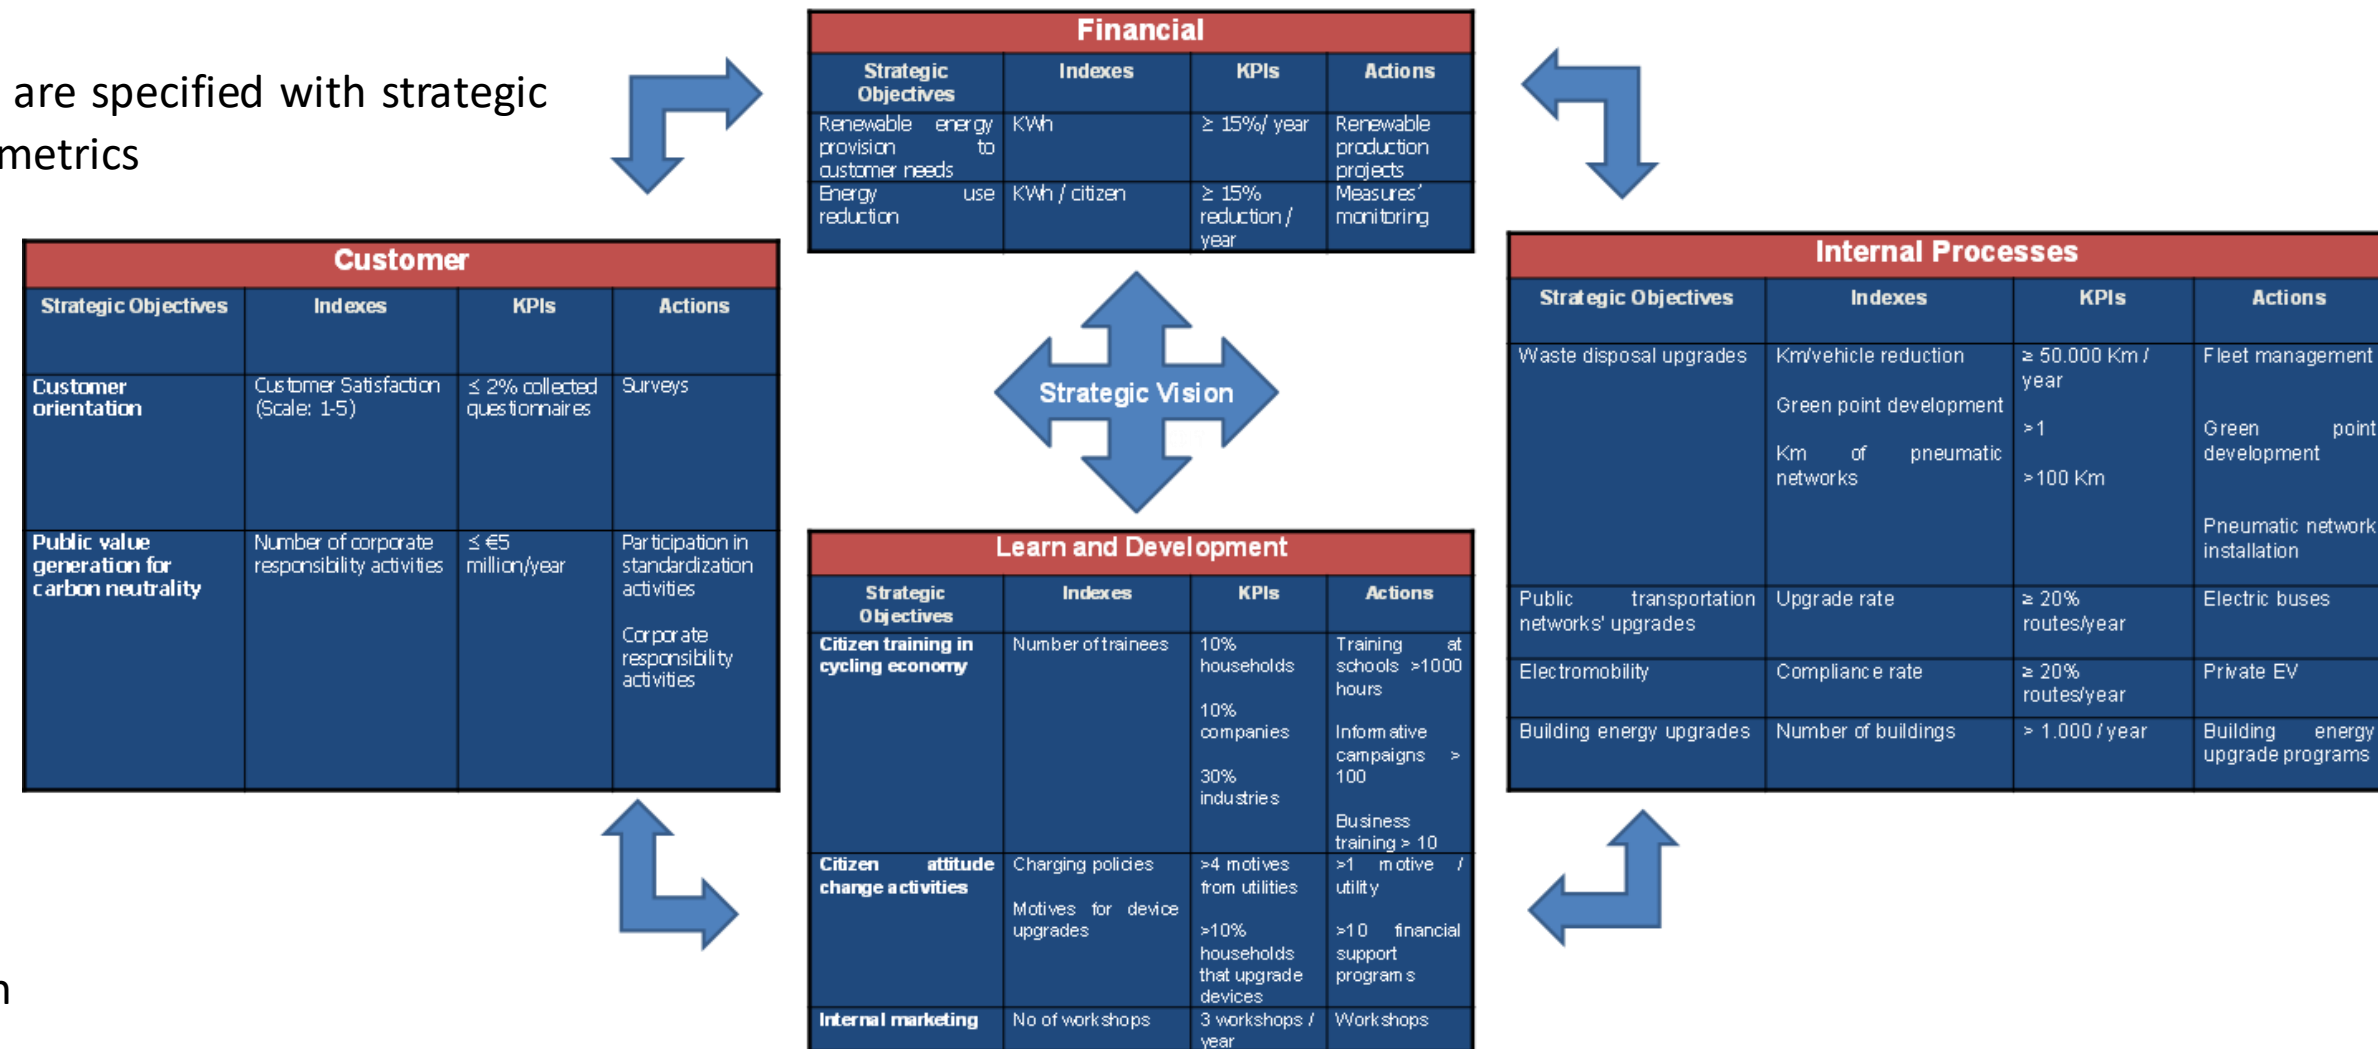 are specified with strategic
metrics
Financial
Strategic
Objectives
Indexes
KPIs
Actions
Renewable energy
provision to
customer needs
KWh
≥ 15%/ year
Renewable
production
projects
Energy use
reduction
KWh / citizen
≥ 15%
reduction /
year
Measures'
monitoring
Customer
Strategic Objectives
Indexes
KPIs
Actions
Customer
orientation
Customer Satisfaction
(Scale: 1-5)
≤ 2% collected
questionnaires
Surveys
Public value
generation for
carbon neutrality
Number of corporate
responsibility activities
≤ €5
million/year
Participation in
standardization
activities
Corporate
responsibility
activities
Strategic Vision
Internal Processes
Strategic Objectives
Indexes
KPIs
Actions
Waste disposal upgrades
Km/vehicle reduction
Green point development
Km of pneumatic
networks
≥ 50.000 Km /
year
>1
>100 Km
Fleet management
Green point
development
Pneumatic network
installation
Public transportation
networks' upgrades
Upgrade rate
≥ 20%
routes/year
Electric buses
Electromobility
Compliance rate
≥ 20%
routes/year
Private EV
Building energy upgrades
Number of buildings
> 1.000 / year
Building energy
upgrade programs
Learn and Development
Strategic
Objectives
Indexes
KPIs
Actions
Citizen training in
cycling economy
Number of trainees
10%
households
10%
companies
30%
industries
Training at
schools >1000
hours
Informative
campaigns >
100
Business
training > 10
Citizen attitude
change activities
Charging policies
Motives for device
upgrades
>4 motives
from utilities
>10%
households
that upgrade
devices
>1 motive /
utility
>10 financial
support
programs
Internal marketing
No of workshops
3 workshops /
year
Workshops